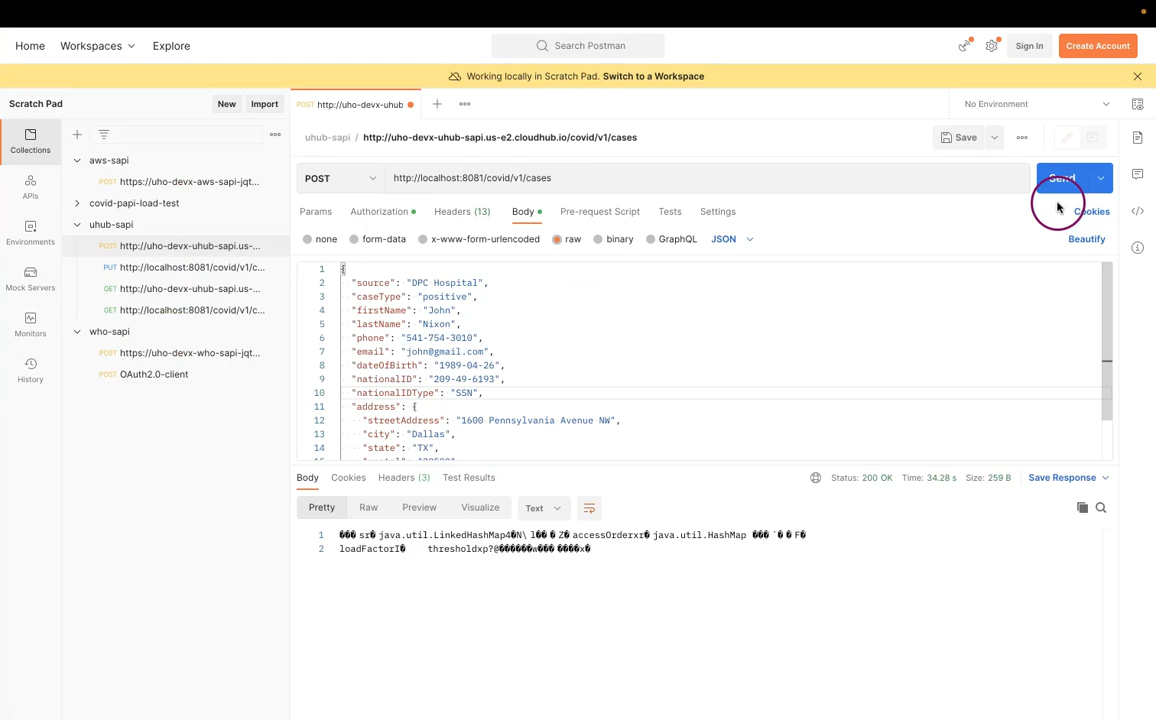 Home Workspaces Explore Search Postman Sign In Create Account
Working locally in Scratch Pad. Switch to a Workspace
Scratch Pad New Import
POST http://uho-devx-uhub No Environment
Collections
APIs
Environments
Mock Servers
Monitors
History
aws-sapi
POST https://uho-devx-aws-sapi-jqt...
covid-papi-load-test
uhub-sapi
POST http://uho-devx-uhub-sapi.us-...
PUT http://localhost:8081/covid/v1/c...
GET http://uho-devx-uhub-sapi.us-...
GET http://localhost:8081/covid/v1/c...
who-sapi
POST https://uho-devx-who-sapi-jqt...
POST OAuth2.0-client
uhub-sapi / http://uho-devx-uhub-sapi.us-e2.cloudhub.io/covid/v1/cases Save
POST http://localhost:8081/covid/v1/cases Send
Params Authorization Headers (13) Body Pre-request Script Tests Settings Cookies
none form-data x-www-form-urlencoded raw binary GraphQL JSON Beautify
1 {
2 "source": "DPC Hospital",
3 "caseType": "positive",
4 "firstName": "John",
5 "lastName": "Nixon",
6 "phone": "541-754-3010",
7 "email": "john@gmail.com",
8 "dateOfBirth": "1989-04-26",
9 "nationalID": "209-49-6193",
10 "nationalIDType": "SSN",
11 "address": {
12 "streetAddress": "1600 Pennsylvania Avenue NW",
13 "city": "Dallas",
14 "state": "TX",
Body Cookies Headers (3) Test Results Status: 200 OK Time: 34.28 s Size: 259 B Save Response
Pretty Raw Preview Visualize Text
1 ���sr�java.util.LinkedHashMap4�N\l���Z�accessOrderxr�java.util.HashMap���`��F�
2 loadFactorI� thresholdxp?@������w��������x�